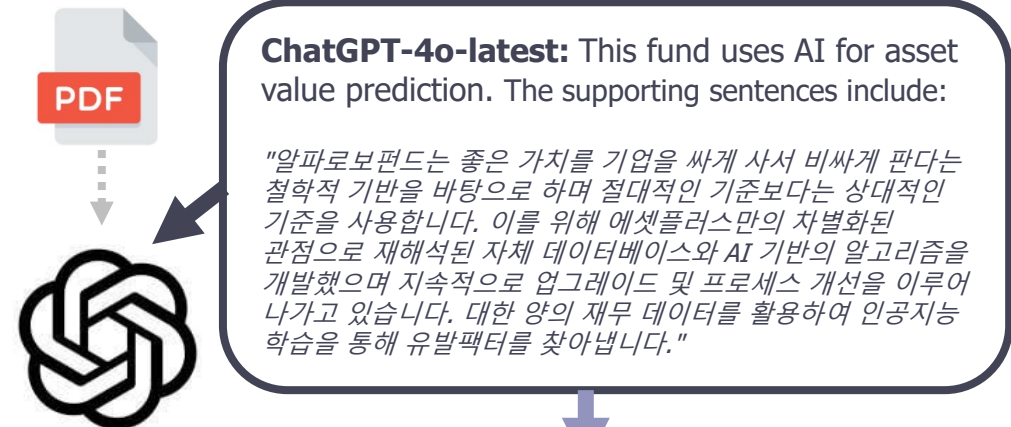 PDF
ChatGPT-4o-latest: This fund uses AI for asset
value prediction. The supporting sentences include:
"알파로보펀드는 좋은 가치를 기업을 싸게 사서 비싸게 판다는
철학적 기반을 바탕으로 하며 절대적인 기준보다는 상대적인
기준을 사용합니다. 이를 위해 에셋플러스만의 차별화된
관점으로 재해석된 자체 데이터베이스와 AI 기반의 알고리즘을
개발했으며 지속적으로 업그레이드 및 프로세스 개선을 이루어
나가고 있습니다. 대한 양의 재무 데이터를 활용하여 인공지능
학습을 통해 유발팩터를 찾아냅니다."